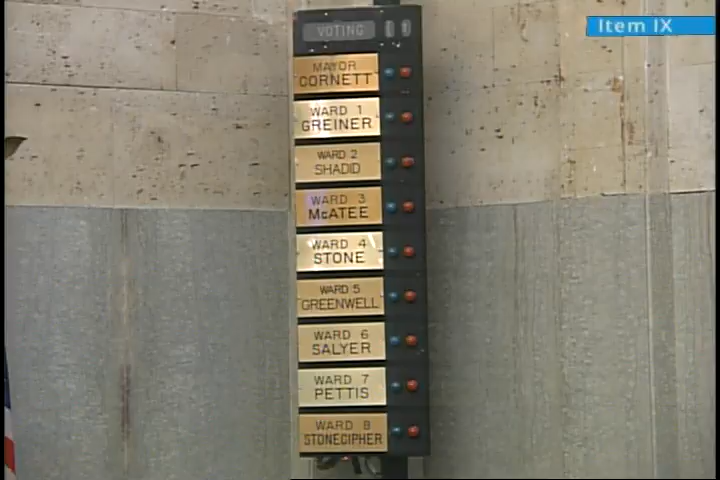 Item IX
VOTING
MAYOR
CORNETT
WARD 1
GREINER
WARD 2
SHADID
WARD 3
McATEE
WARD 4
STONE
WARD 5
GREENWELL
WARD 6
SALYER
WARD 7
PETTIS
WARD 8
STONECIPHER